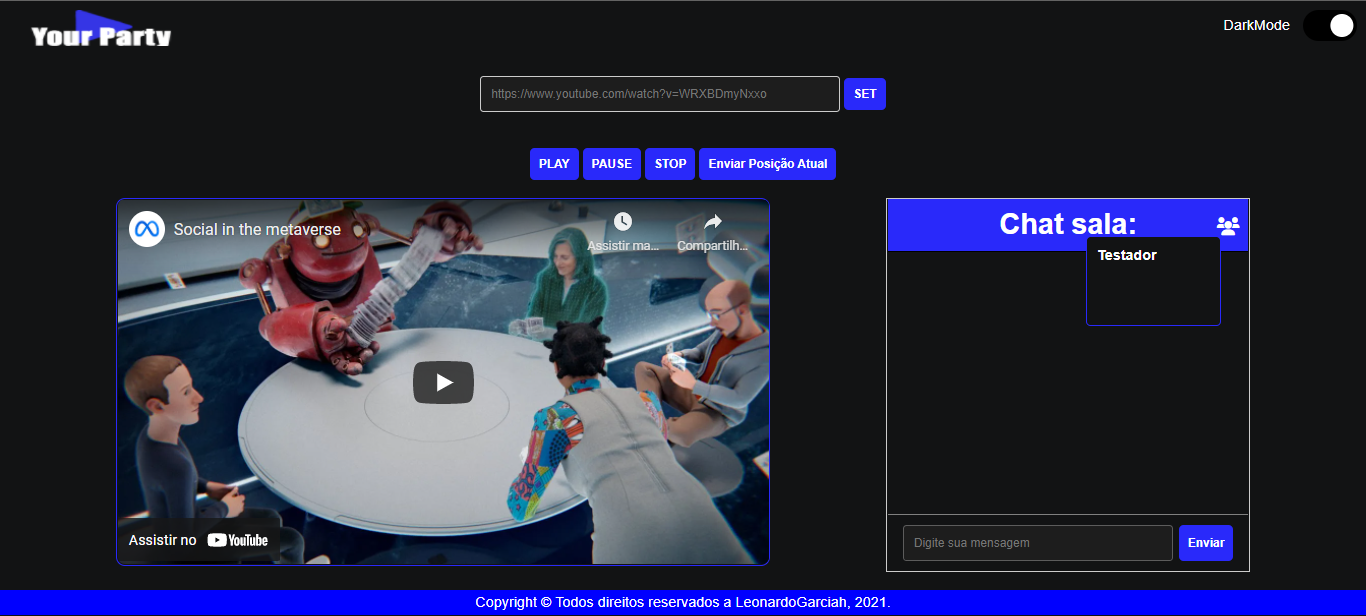 Your Party
DarkMode
https://www.youtube.com/watch?v=WRXBDmyNxxo
SET
PLAY
PAUSE
STOP
Enviar Posição Atual
Social in the metaverse
Assistir ma...
Compartilh...
Assistir no YouTube
Chat sala:
Testador
Digite sua mensagem
Enviar
Copyright © Todos direitos reservados a LeonardoGarciah, 2021.